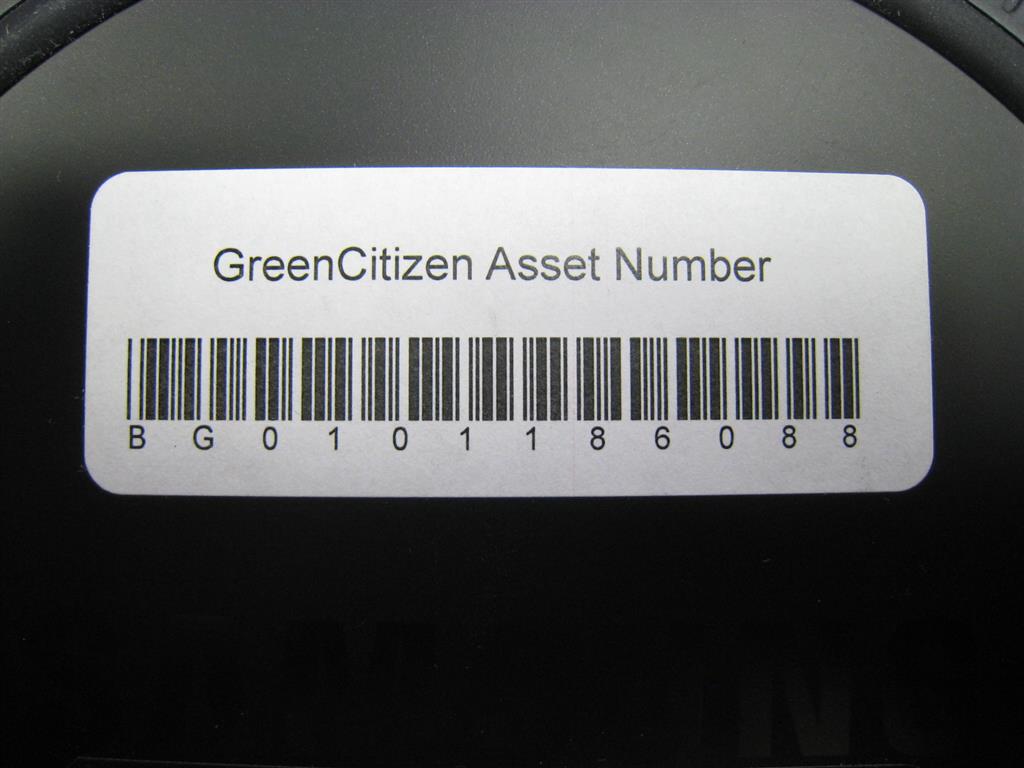 GreenCitizen Asset Number
B G 0 1 0 1 1 8 6 0 8 8